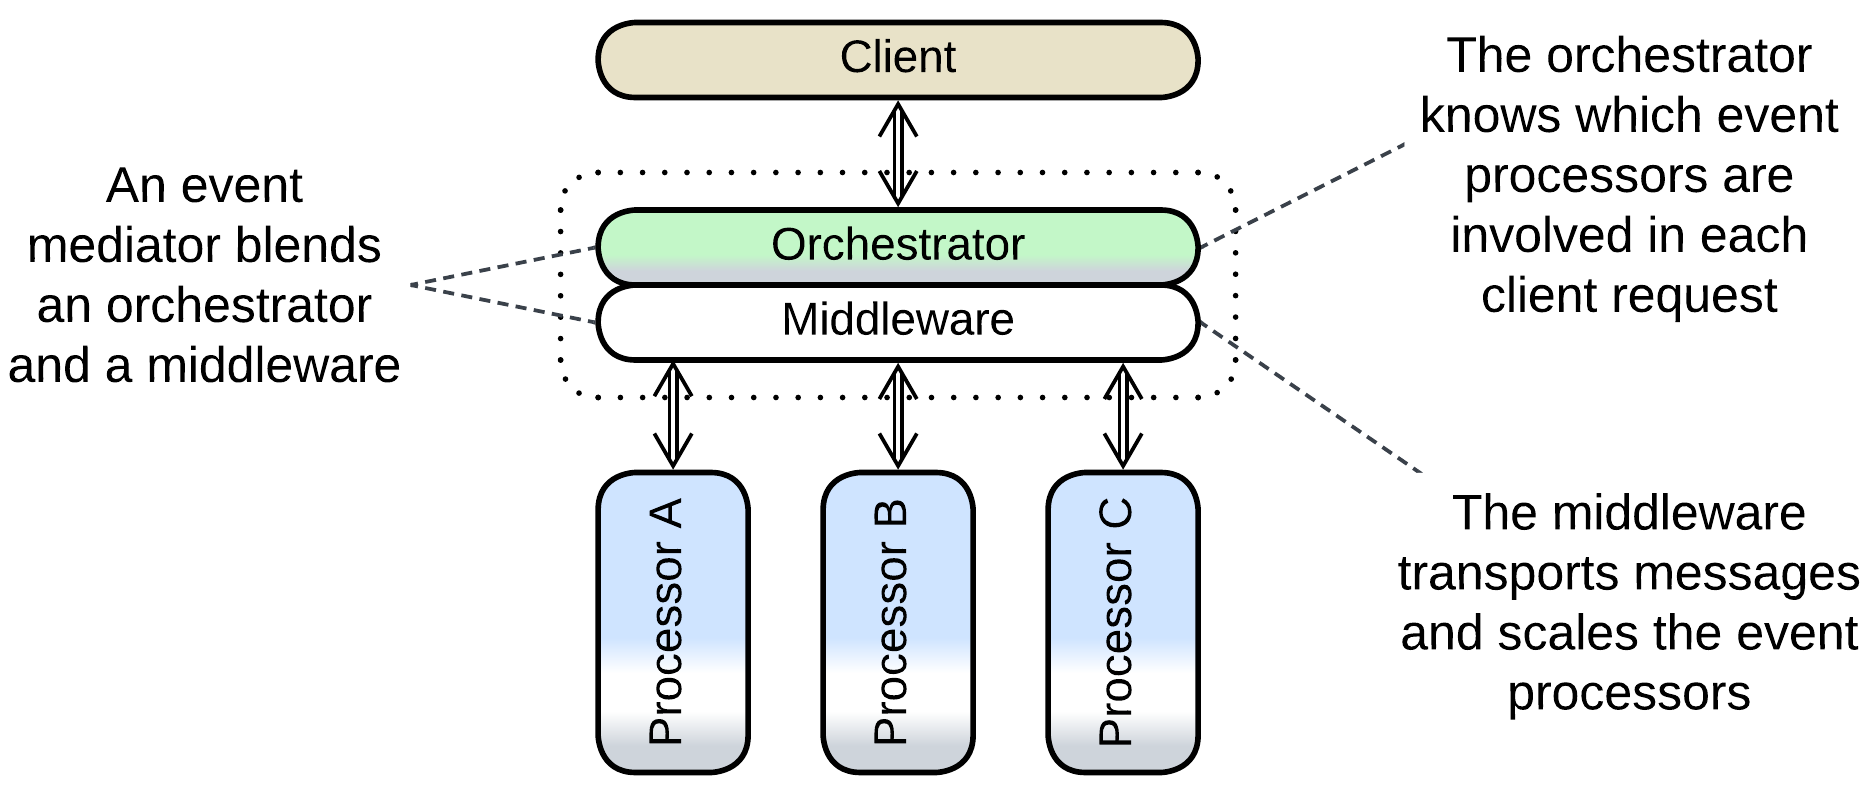 Client
An event
mediator blends
an orchestrator
and a middleware
Orchestrator
Middleware
The orchestrator
knows which event
processors are
involved in each
client request
The middleware
transports messages
and scales the event
processors
Processor A
Processor B
Processor C